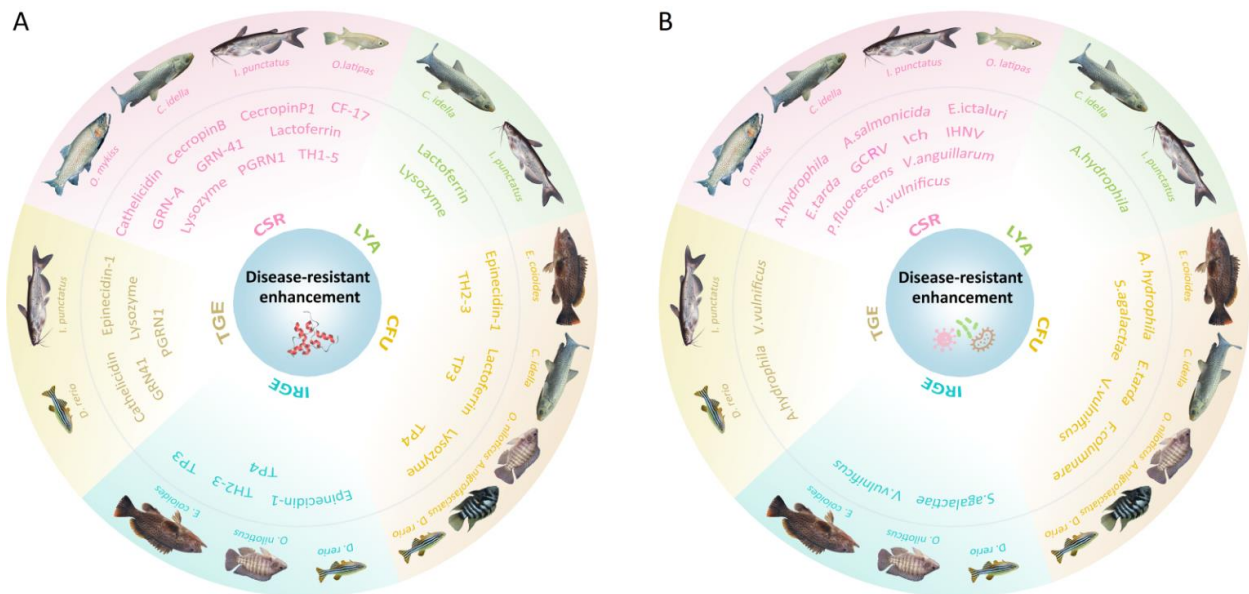 A
O. mykiss
C. idella
I. punctatus
O.latipas
Cathelicidin
CecropinB
CecropinP1
CF-17
GRN-A
GRN-41
Lactoferrin
Lysozyme
PGRN1
TH1-5
CSR
C. idella
I. punctatus
Lactoferrin
Lysozyme
LYA
E. coioides
C. idella
O. niloticus
A.nigrofasciatus
D. rerio
Epinecidin-1
TH2-3
Lactoferrin
TP3
Lysozyme
TP4
CFU
D. rerio
O. niloticus
E. coioides
Epinecidin-1
TH2-3
TP3
TP4
IRGE
D. rerio
I. punctatus
Cathelicidin
Epinecidin-1
GRN41
Lysozyme
PGRN1
TGE
Disease-resistant
enhancement
B
O. mykiss
C. idella
I. punctatus
O. latipas
A.hydrophila
A.salmonicida
E.ictaluri
E.tarda
GCRV
Ich
IHNV
P.fluorescens
V.anguillarum
V.vulnificus
CSR
C. idella
I. punctatus
A.hydrophila
LYA
E. coioides
C. idella
O. niloticus
A.nigrofasciatus
D. rerio
A. hydrophila
S.agalactiae
E.tarda
V.vulnificus
F.columnare
CFU
D. rerio
O. niloticus
E. coioides
S.agalactiae
V.vulnificus
IRGE
D. rerio
I. punctatus
A.hydrophila
V.vulnificus
TGE
Disease-resistant
enhancement